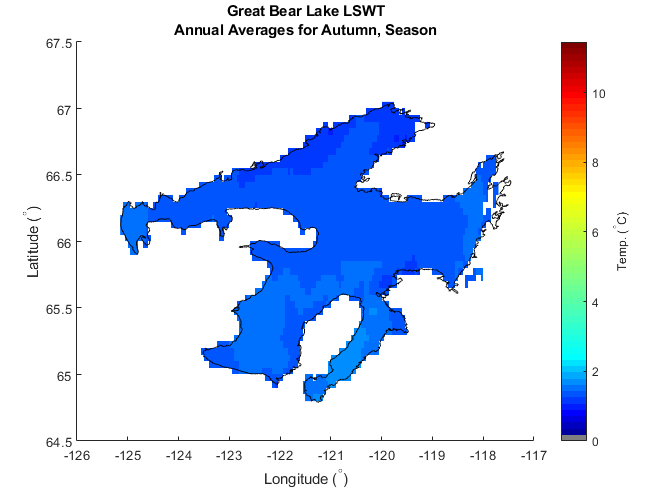 Great Bear Lake LSWT
Annual Averages for Autumn, Season
67.5
67
66.5
66
65.5
65
64.5
Latitude (°)
-126 -125 -124 -123 -122 -121 -120 -119 -118 -117
Longitude (°)
10
8
6
4
2
0
Temp. (°C)